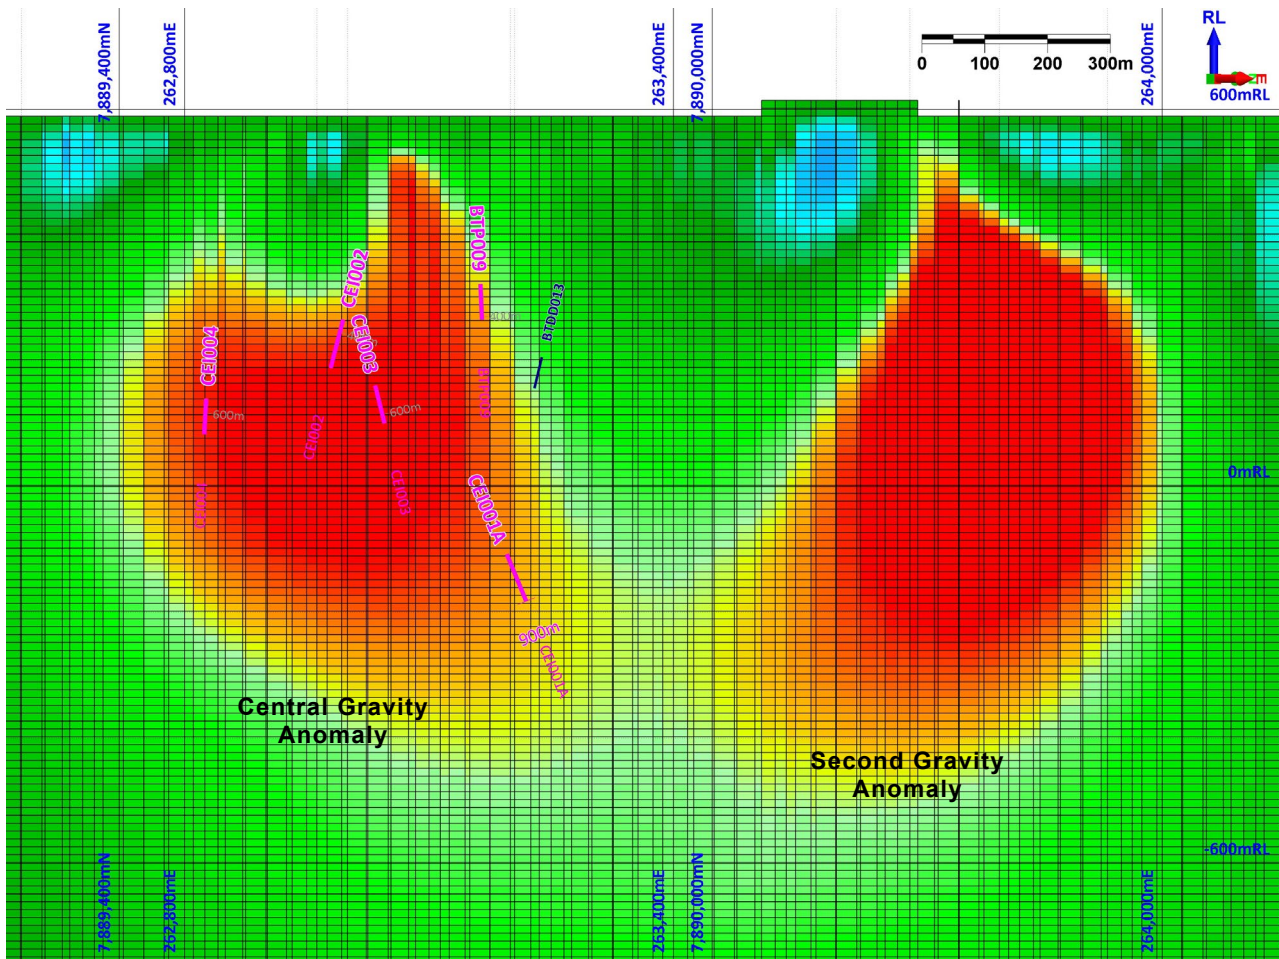 7,889,400mN
262,800mE
263,400mE
7,890,000mN
264,000mE
0 100 200 300m
RL
E
600mRL
BTP009
CEI002
BTDD013
CEI003
CEI004
600m
600m
CEI002
CEI003
0mRL
CEI001A
900m
CEI001A
Central Gravity
Anomaly
Second Gravity
Anomaly
-600mRL
7,889,400mN
262,800mE
263,400mE
7,890,000mN
264,000mE